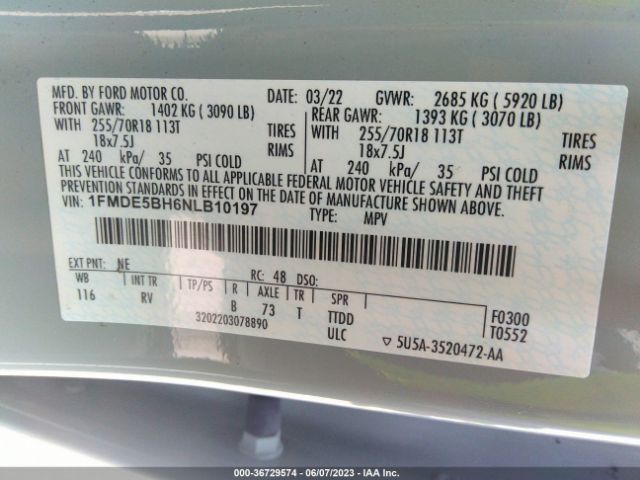 MFD. BY FORD MOTOR CO. DATE: 03/22 GVWR: 2685 KG ( 5920 LB)
FRONT GAWR: 1402 KG ( 3090 LB) REAR GAWR: 1393 KG ( 3070 LB)
WITH 255/70R18 113T TIRES WITH 255/70R18 113T TIRES
18x7.5J RIMS 18x7.5J RIMS
AT 240 kPa/ 35 PSI COLD AT 240 kPa/ 35 PSI COLD
THIS VEHICLE CONFORMS TO ALL APPLICABLE FEDERAL MOTOR VEHICLE SAFETY AND THEFT
PREVENTION STANDARDS IN EFFECT ON THE DATE OF MANUFACTURE SHOWN ABOVE.
VIN: 1FMDE5BH6NLB10197 TYPE: MPV
EXT PNT: NE RC: 48 DSO:
WB INT TR TP/PS R AXLE TR SPR
116 RV B 73 T TTDD F0300
3202203078890 ULC T0552
▽ 5U5A-3520472-AA
000-36729574 | 06/07/2023 | IAA Inc.